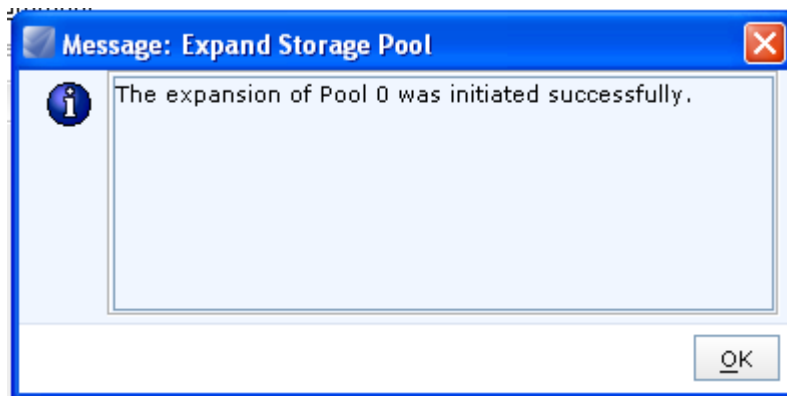 Message: Expand Storage Pool
The expansion of Pool 0 was initiated successfully.
OK